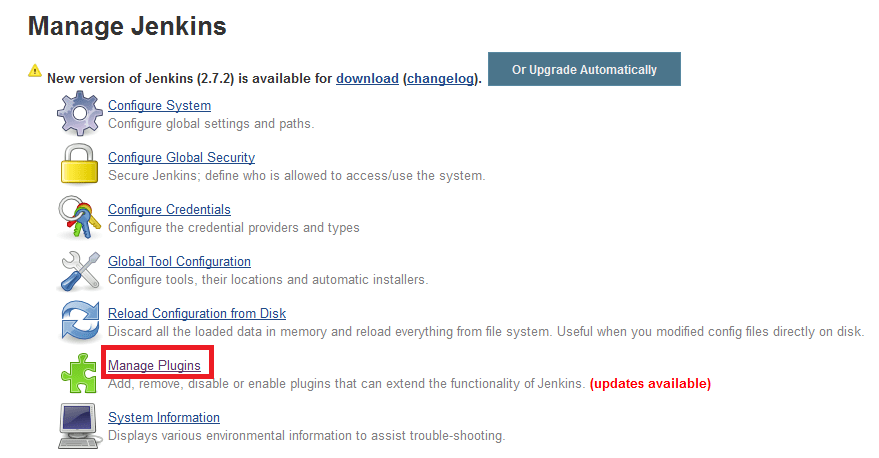 Manage Jenkins
New version of Jenkins (2.7.2) is available for download (changelog). Or Upgrade Automatically
Configure System
Configure global settings and paths.
Configure Global Security
Secure Jenkins; define who is allowed to access/use the system.
Configure Credentials
Configure the credential providers and types
Global Tool Configuration
Configure tools, their locations and automatic installers.
Reload Configuration from Disk
Discard all the loaded data in memory and reload everything from file system. Useful when you modified config files directly on disk.
Manage Plugins
Add, remove, disable or enable plugins that can extend the functionality of Jenkins. (updates available)
System Information
Displays various environmental information to assist trouble-shooting.